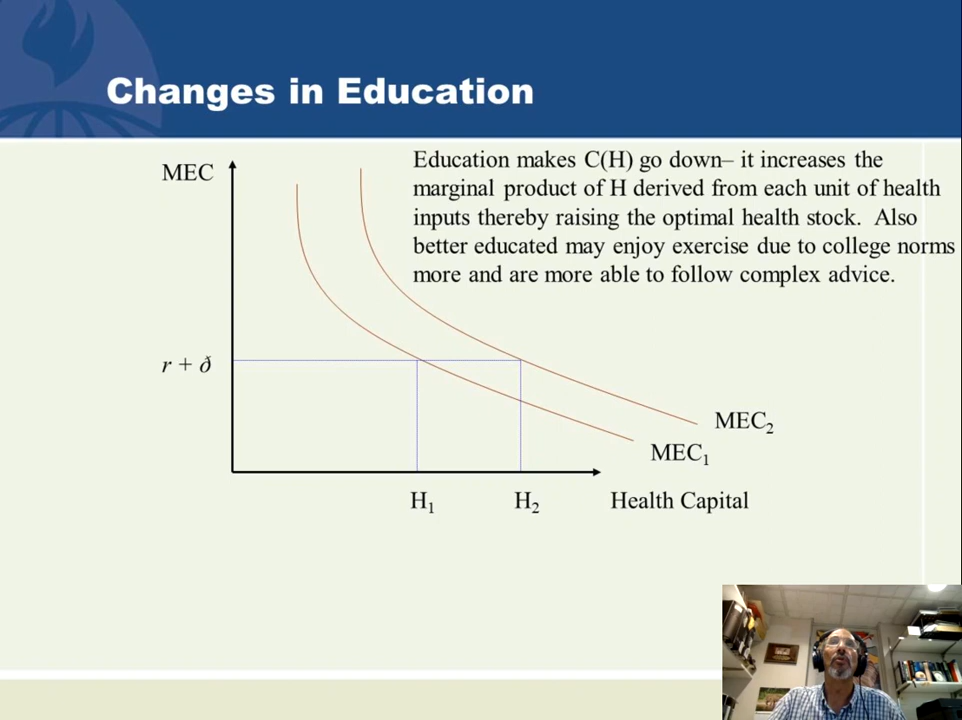 Changes in Education
MEC
Education makes C(H) go down– it increases the
marginal product of H derived from each unit of health
inputs thereby raising the optimal health stock. Also
better educated may enjoy exercise due to college norms
more and are more able to follow complex advice.
r + ð
MEC₂
MEC₁
H₁
H₂
Health Capital